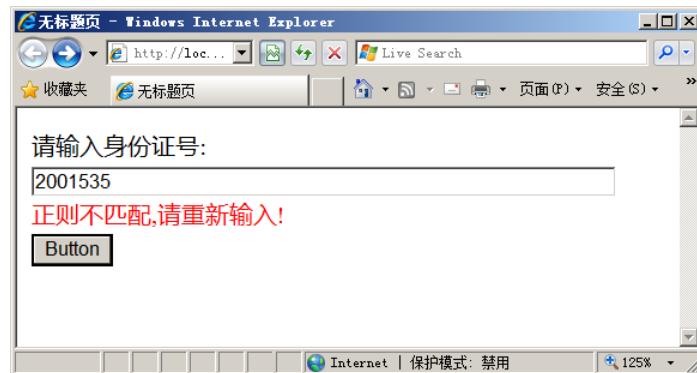 无标题页 - Windows Internet Explorer
http://loc... Live Search
收藏夹 无标题页 页面(P) 安全(S) »
请输入身份证号:
2001535
正则不匹配,请重新输入!
Button
Internet | 保护模式: 禁用 125%